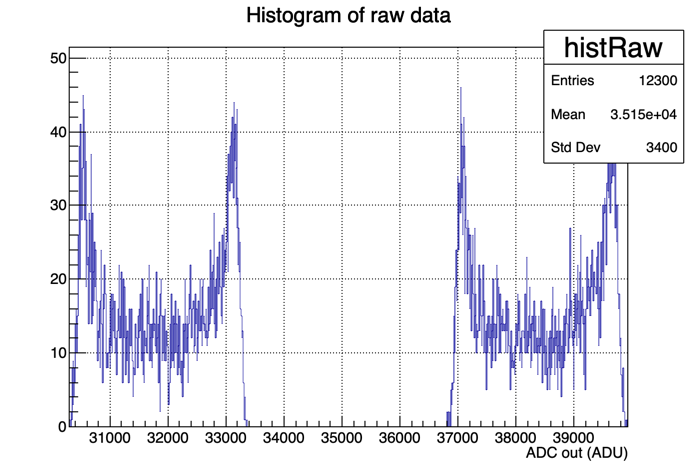 Histogram of raw data
histRaw
Entries 12300
Mean 3.515e+04
Std Dev 3400
50
40
30
20
10
0
31000 32000 33000 34000 35000 36000 37000 38000 39000
ADC out (ADU)